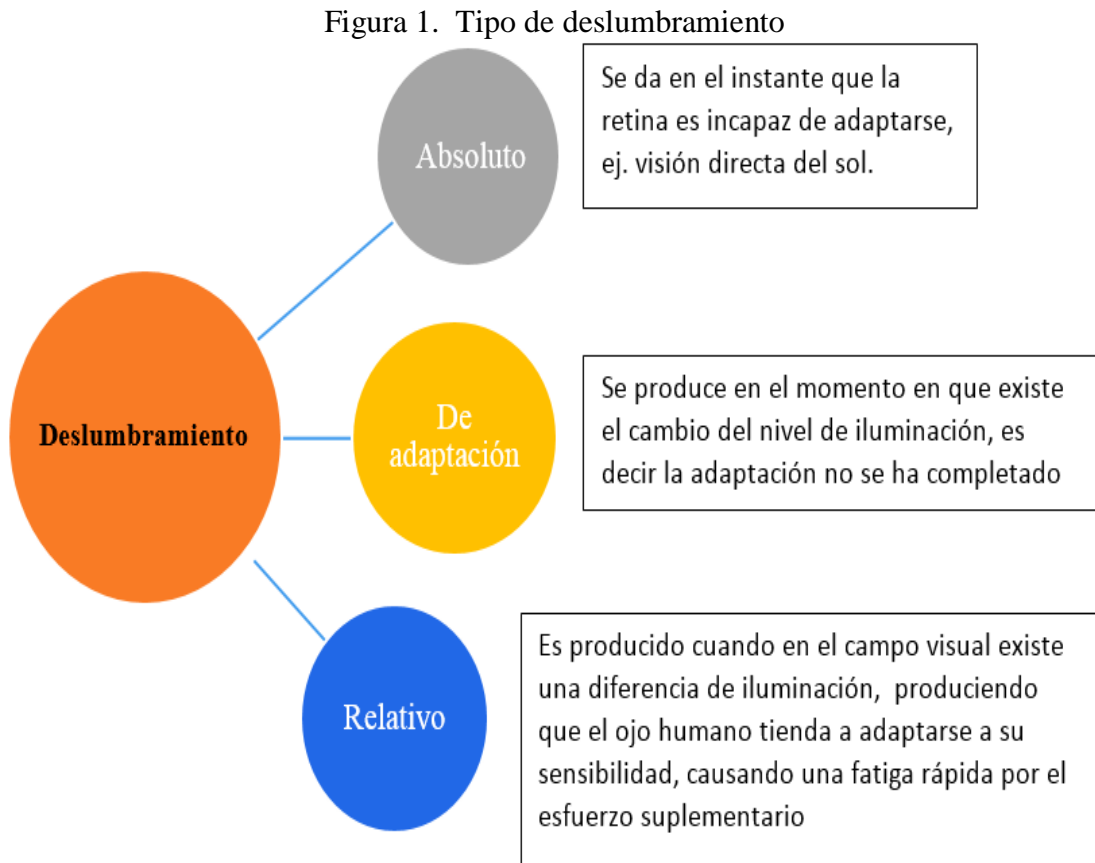 Figura 1.  Tipo de deslumbramiento
Absoluto
Se da en el instante que la
retina es incapaz de adaptarse,
ej. visión directa del sol.
Deslumbramiento
De
adaptación
Se produce en el momento en que existe
el cambio del nivel de iluminación, es
decir la adaptación no se ha completado
Relativo
Es producido cuando en el campo visual existe
una diferencia de iluminación,  produciendo
que el ojo humano tienda a adaptarse a su
sensibilidad, causando una fatiga rápida por el
esfuerzo suplementario